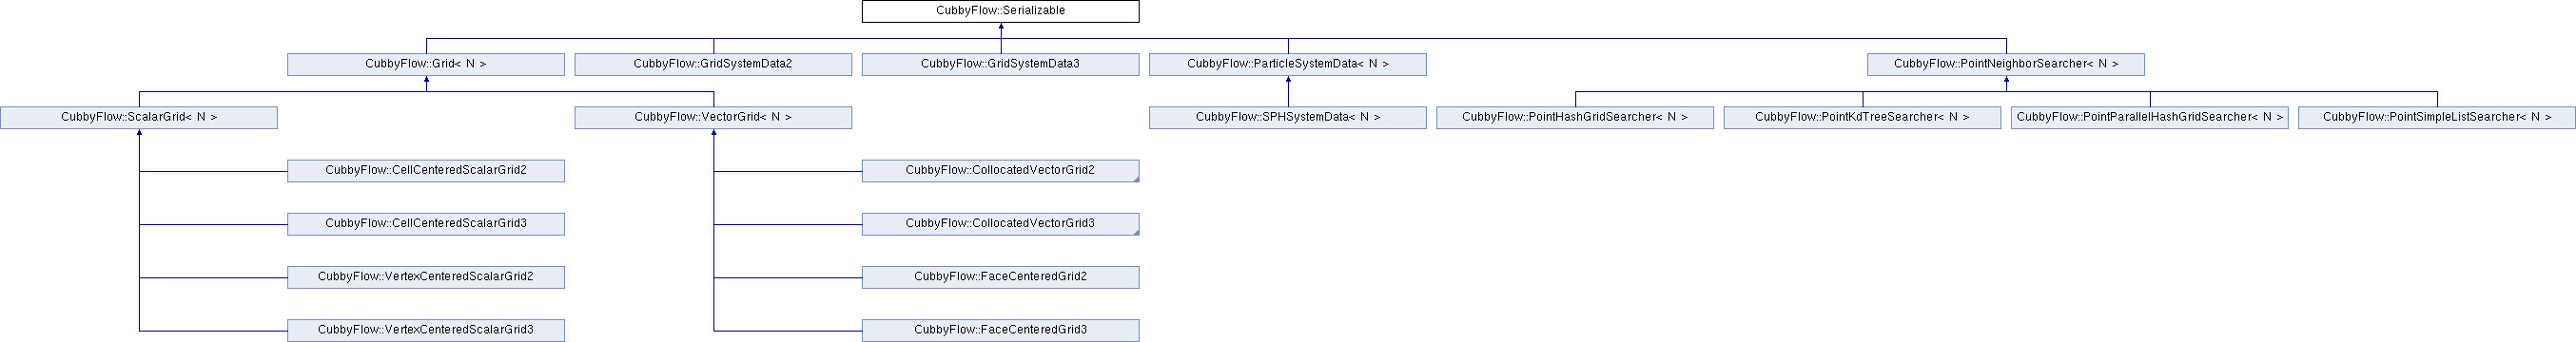 CubbyFlow::Serializable
CubbyFlow::Grid< N >
CubbyFlow::GridSystemData2
CubbyFlow::GridSystemData3
CubbyFlow::ParticleSystemData< N >
CubbyFlow::PointNeighborSearcher< N >
CubbyFlow::ScalarGrid< N >
CubbyFlow::VectorGrid< N >
CubbyFlow::SPHSystemData< N >
CubbyFlow::PointHashGridSearcher< N >
CubbyFlow::PointKdTreeSearcher< N >
CubbyFlow::PointParallelHashGridSearcher< N >
CubbyFlow::PointSimpleListSearcher< N >
CubbyFlow::CellCenteredScalarGrid2
CubbyFlow::CollocatedVectorGrid2
CubbyFlow::CellCenteredScalarGrid3
CubbyFlow::CollocatedVectorGrid3
CubbyFlow::VertexCenteredScalarGrid2
CubbyFlow::FaceCenteredGrid2
CubbyFlow::VertexCenteredScalarGrid3
CubbyFlow::FaceCenteredGrid3